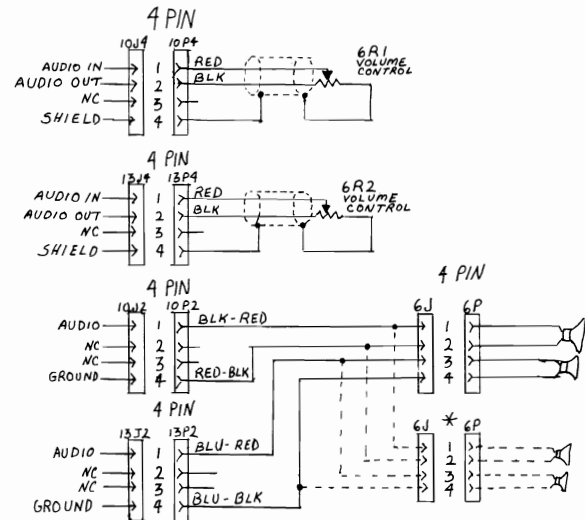 4 PIN
10J4 10P4
AUDIO IN 1 RED
AUDIO OUT 2 BLK
NC 3
SHIELD 4
6R1
VOLUME
CONTROL
4 PIN
13J4 13P4
AUDIO IN 1 RED
AUDIO OUT 2 BLK
NC 3
SHIELD 4
6R2
VOLUME
CONTROL
4 PIN
10J2 10P2
AUDIO 1 BLK-RED
NC 2
NC 3
GROUND 4 RED-BLK
4 PIN
6J 6P
1
2
3
4
4 PIN
13J2 13P2
AUDIO 1 BLU-RED
NC 2
NC 3
GROUND 4 BLU-BLK
6J * 6P
1
2
3
4